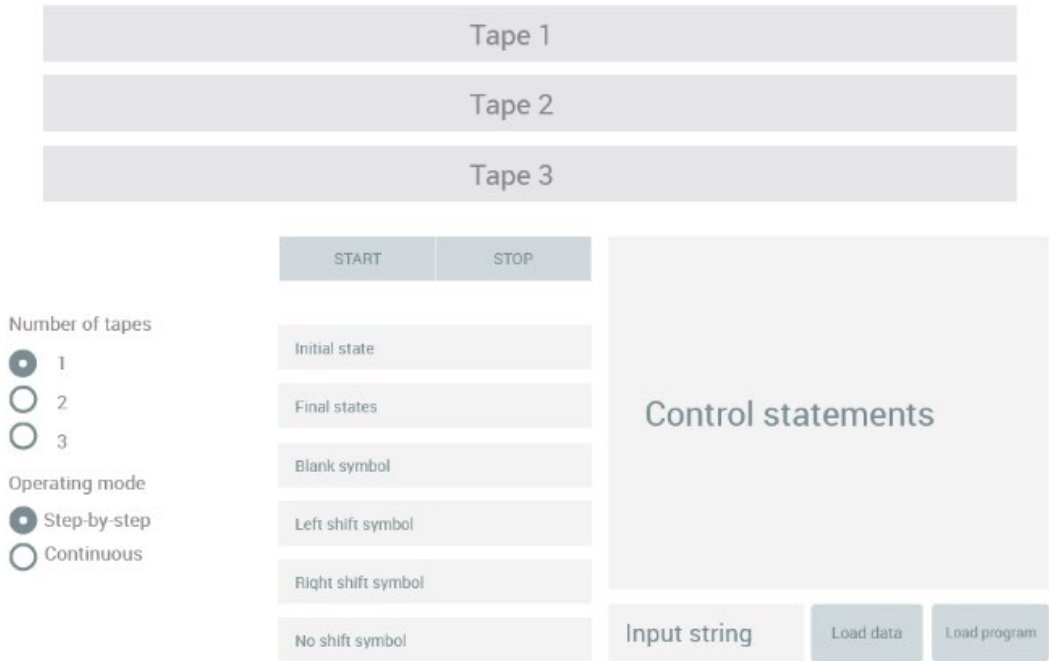 Tape 1
Tape 2
Tape 3
START STOP
Number of tapes
1
2
3
Operating mode
Step-by-step
Continuous
Initial state
Final states
Blank symbol
Left shift symbol
Right shift symbol
No shift symbol
Control statements
Input string
Load data
Load program